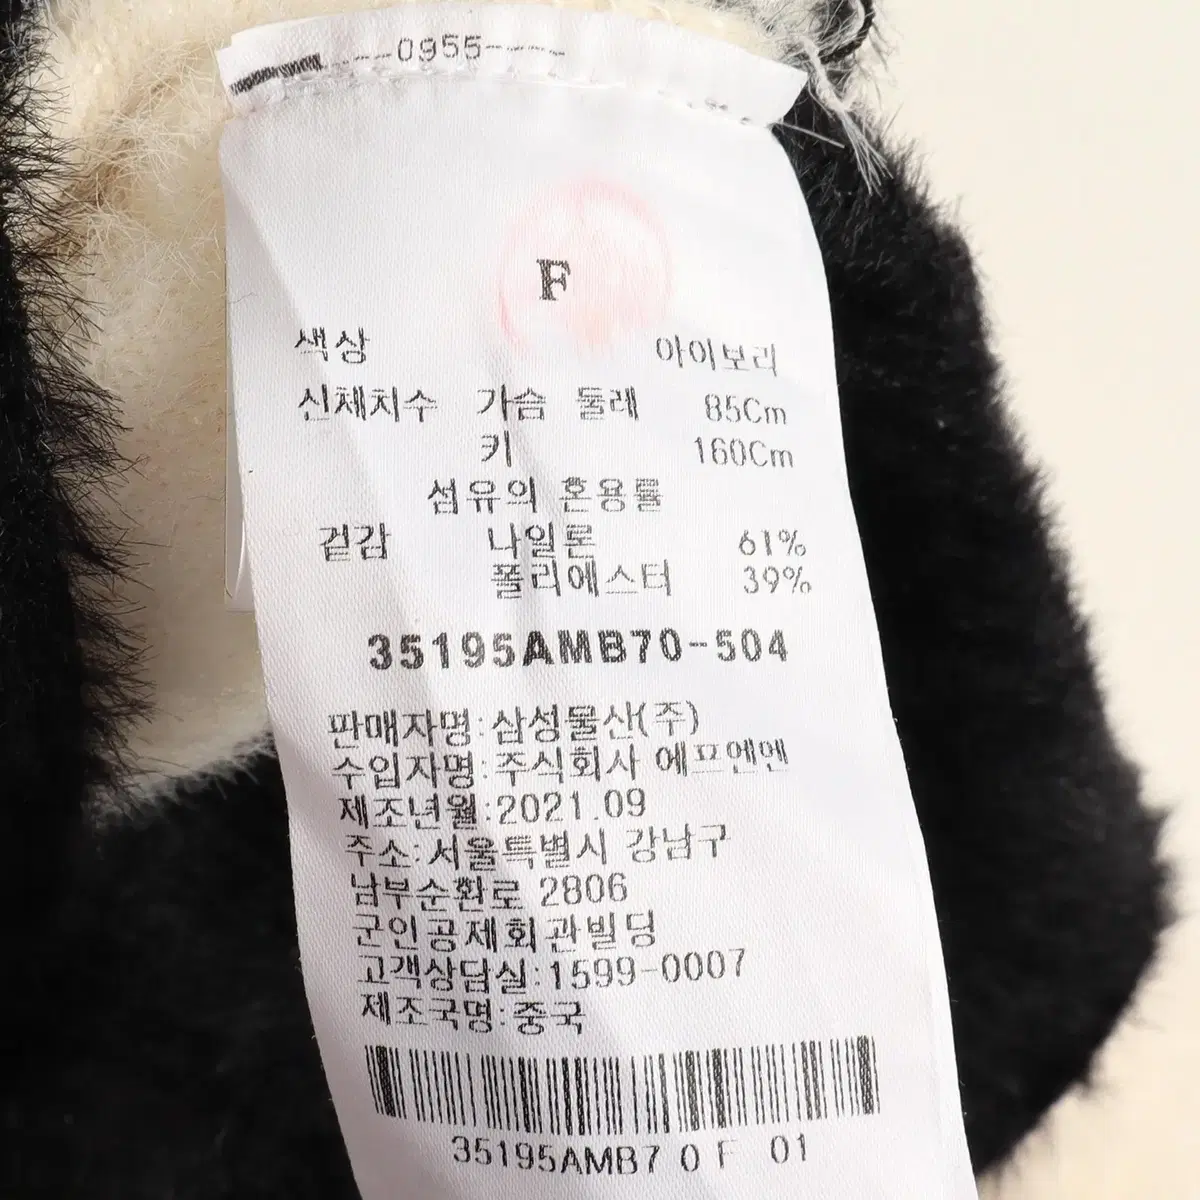 0955
F
색상 아이보리
신체치수 가슴 둘레 85Cm
키 160Cm
섬유의 혼용률
겉감 나일론 61%
폴리에스터 39%
35195AMB70-504
판매자명:삼성물산(주)
수입자명:주식회사 에프엔엔
제조년월:2021.09
주소:서울특별시 강남구
남부순환로 2806
군인공제회관빌딩
고객상담실:1599-0007
제조국명:중국
35195AMB7 0 F 01